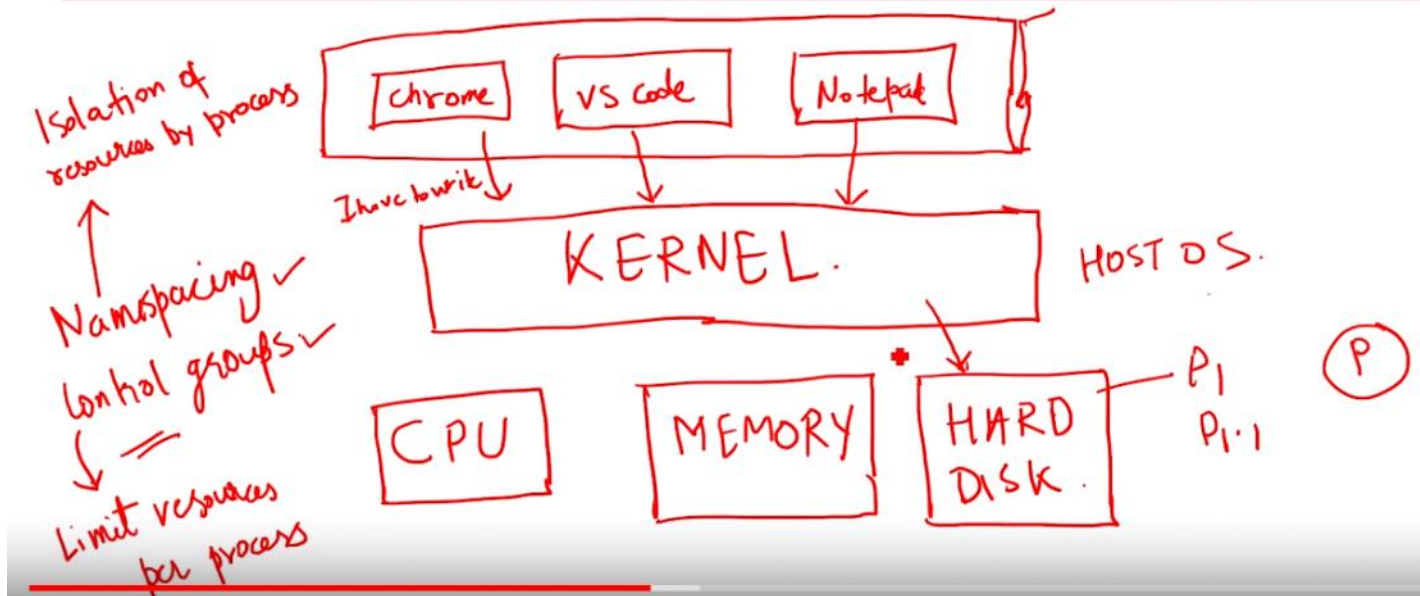 Isolation of
resources by process
chrome
VS code
Notepad
I have to write
KERNEL.
HOST OS.
Namospacing ✓
Control groups ✓
Limit resources
per process
CPU
MEMORY
HARD
DISK.
P1
P1.1
P